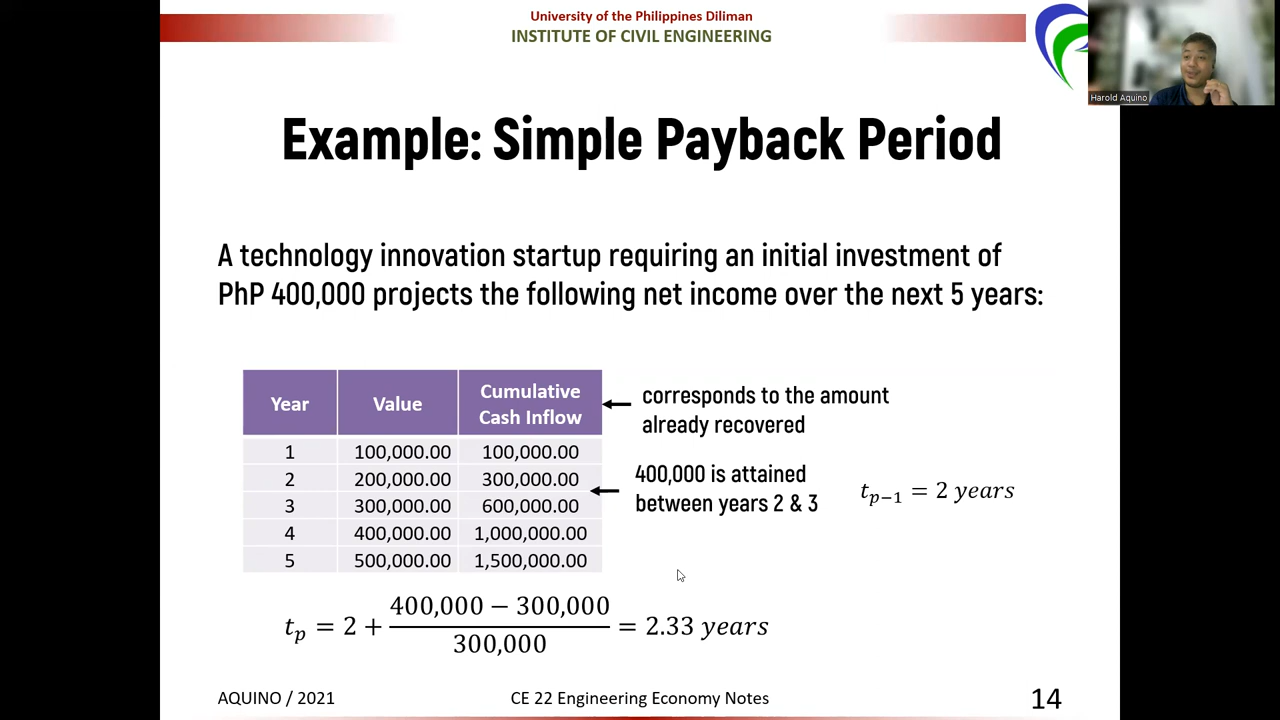 University of the Philippines Diliman
INSTITUTE OF CIVIL ENGINEERING
Harold Aquino
Example: Simple Payback Period
A technology innovation startup requiring an initial investment of
PhP 400,000 projects the following net income over the next 5 years:
Year Value Cumulative Cash Inflow
1 100,000.00 100,000.00
2 200,000.00 300,000.00
3 300,000.00 600,000.00
4 400,000.00 1,000,000.00
5 500,000.00 1,500,000.00
corresponds to the amount
already recovered
400,000 is attained
between years 2 & 3
t_{p−1} = 2 years
t_p = 2 + (400,000 − 300,000) / 300,000 = 2.33 years
AQUINO / 2021
CE 22 Engineering Economy Notes
14